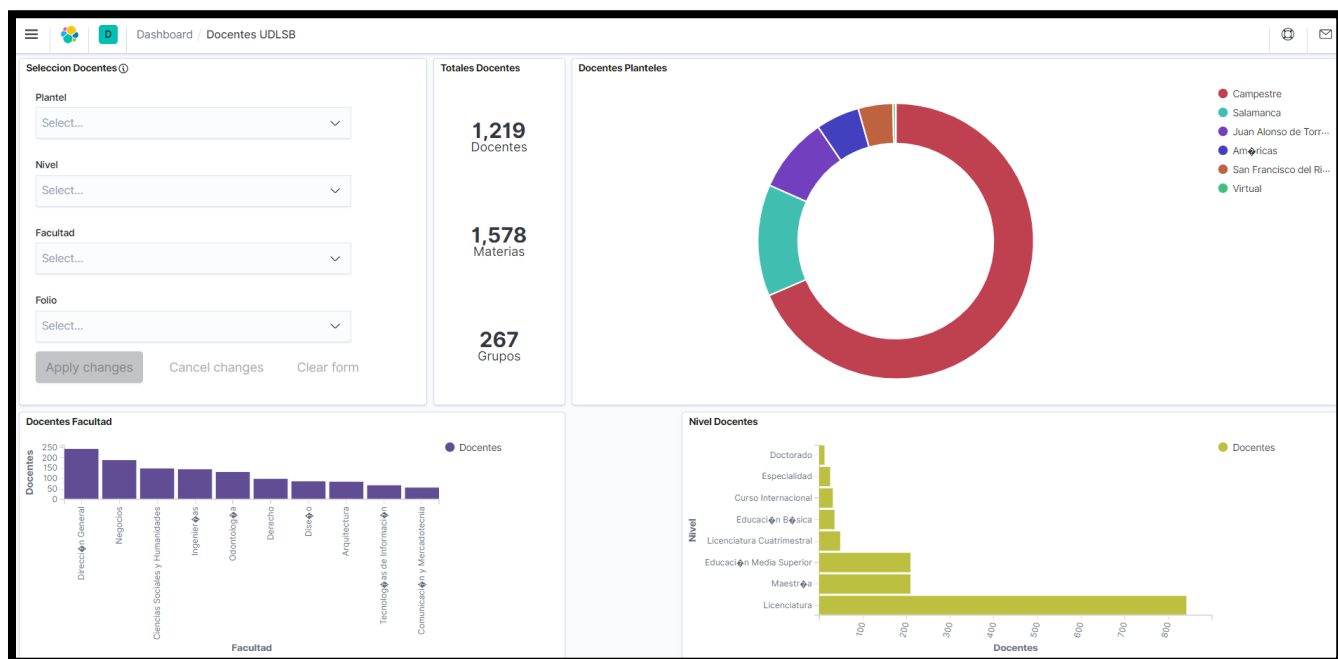 D Dashboard / Docentes UDLSB
Seleccion Docentes
Plantel
Select...
Nivel
Select...
Facultad
Select...
Folio
Select...
Apply changes Cancel changes Clear form
Totales Docentes
1,219
Docentes
1,578
Materias
267
Grupos
Docentes Planteles
Campestre
Salamanca
Juan Alonso de Torr...
Am�ricas
San Francisco del Ri...
Virtual
Docentes Facultad
Docentes
250
200
150
100
50
0
Docentes
Direcci�n General
Negocios
Ciencias Sociales y Humanidades
Ingenier�as
Odontolog�a
Derecho
Dise�o
Arquitectura
Tecnolog�as de Informaci�n
Comunicaci�n y Mercadotecnia
Facultad
Nivel Docentes
Nivel
Doctorado
Especialidad
Curso Internacional
Educaci�n B�sica
Licenciatura Cuatrimestral
Educaci�n Media Superior
Maestr�a
Licenciatura
100
200
300
400
500
600
700
800
Docentes
Docentes